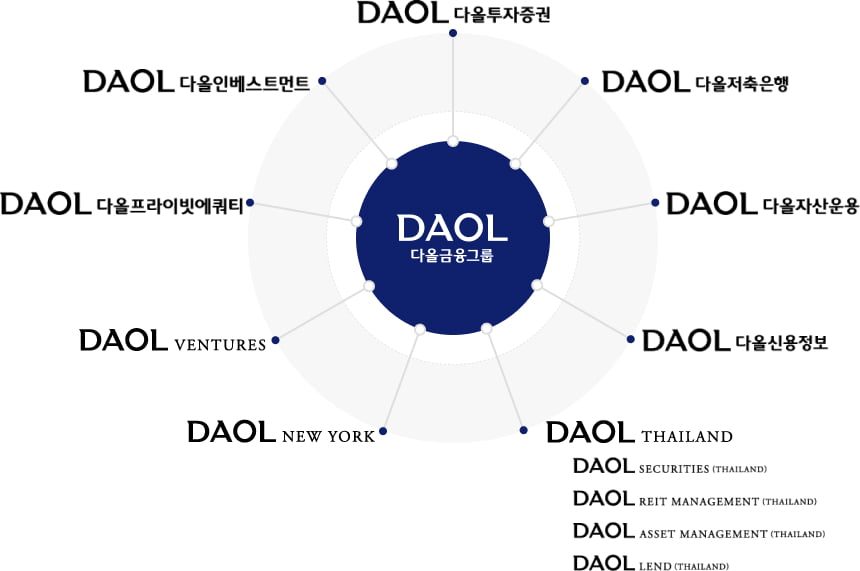 DAOL 다올투자증권
DAOL 다올인베스트먼트
DAOL 다올저축은행
DAOL 다올프라이빗에쿼티
DAOL 다올자산운용
DAOL
다올금융그룹
DAOL VENTURES
DAOL 다올신용정보
DAOL NEW YORK
DAOL THAILAND
DAOL SECURITIES (THAILAND)
DAOL REIT MANAGEMENT (THAILAND)
DAOL ASSET MANAGEMENT (THAILAND)
DAOL LEND (THAILAND)